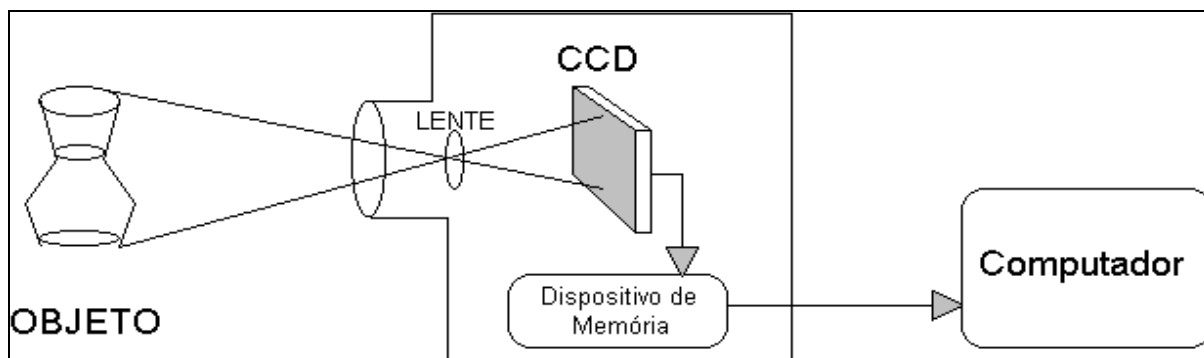 CCD
LENTE
OBJETO
Dispositivo de
Memória
Computador